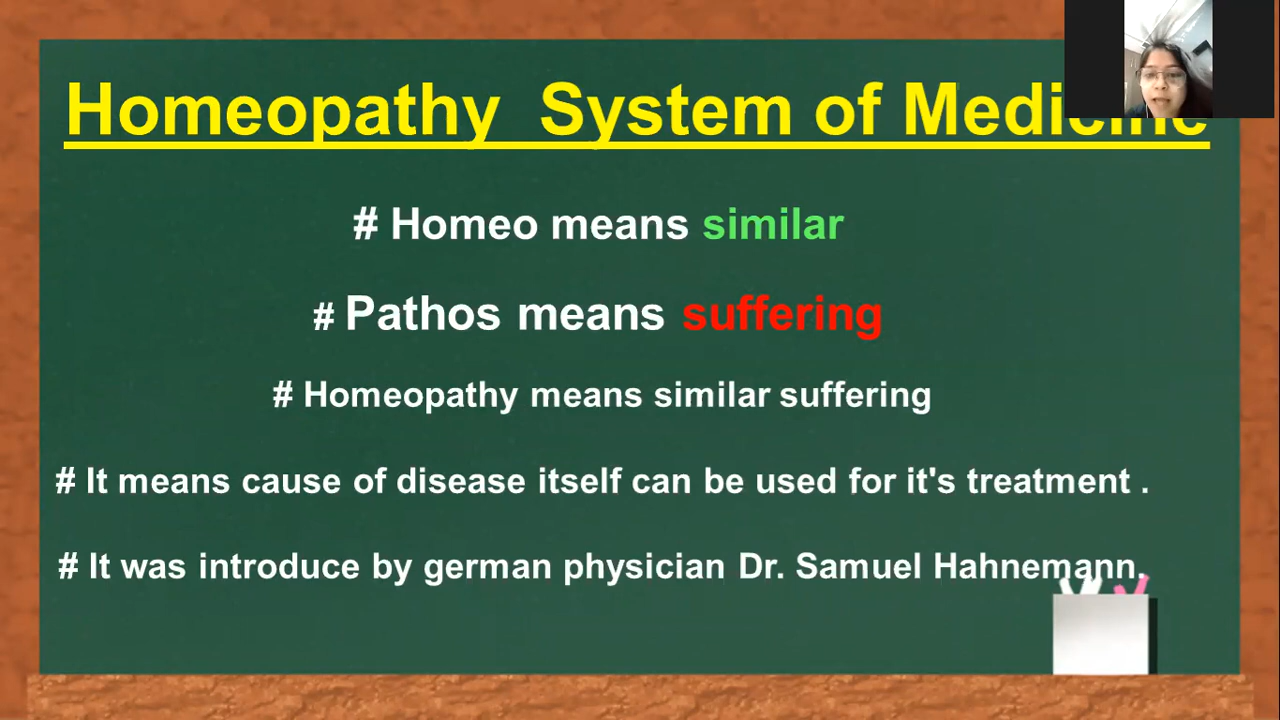 Homeopathy System of Medicine
# Homeo means similar
# Pathos means suffering
# Homeopathy means similar suffering
# It means cause of disease itself can be used for it's treatment .
# It was introduce by german physician Dr. Samuel Hahnemann.